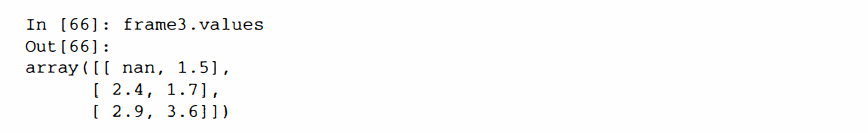 In [66]: frame3.values
Out[66]:
array([[ nan, 1.5],
       [ 2.4, 1.7],
       [ 2.9, 3.6]])